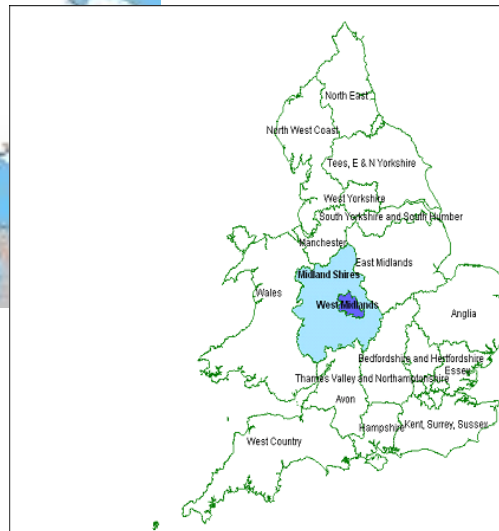 North East
North West Coast
Tees, E & N Yorkshire
West Yorkshire
South Yorkshire and South Humber
Manchester
East Midlands
Midland Shires
Wales
West Midlands
Anglia
Bedfordshire and Hertfordshire
Essex
Thames Valley and Northamptonshire
Avon
Hampshire
Kent, Surrey, Sussex
West Country